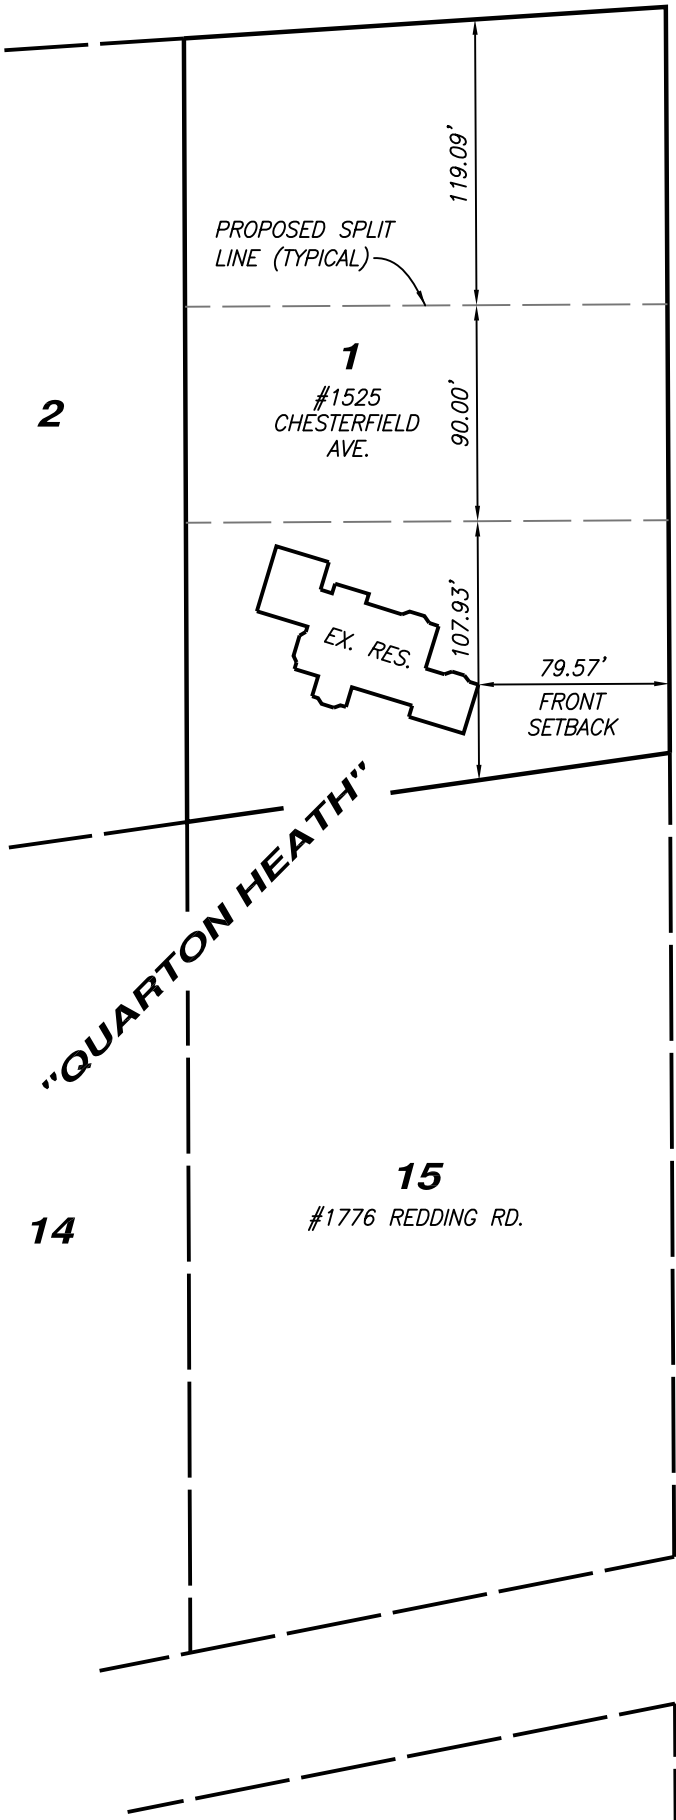 119.09'
PROPOSED SPLIT
LINE (TYPICAL)
1
#1525
CHESTERFIELD
AVE.
90.00'
2
107.93'
EX. RES.
79.57'
FRONT
SETBACK
"QUARTON HEATH"
15
#1776 REDDING RD.
14